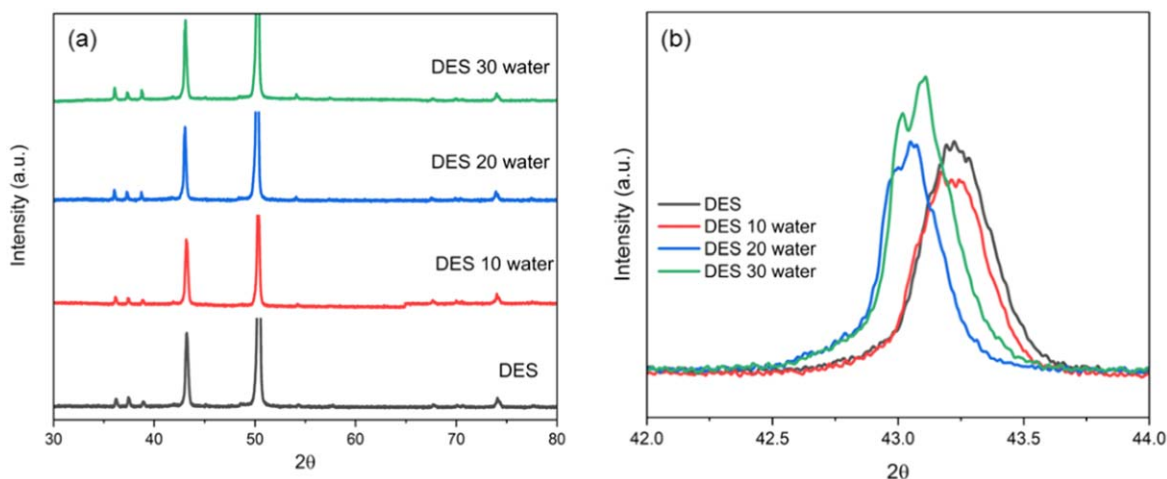 (a)
DES 30 water
DES 20 water
DES 10 water
DES
Intensity (a.u.)
30 40 50 60 70 80
2θ
(b)
DES
DES 10 water
DES 20 water
DES 30 water
Intensity (a.u.)
42.0 42.5 43.0 43.5 44.0
2θ